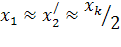 x₁ ≈ x₂′ ≈ xₖ/2